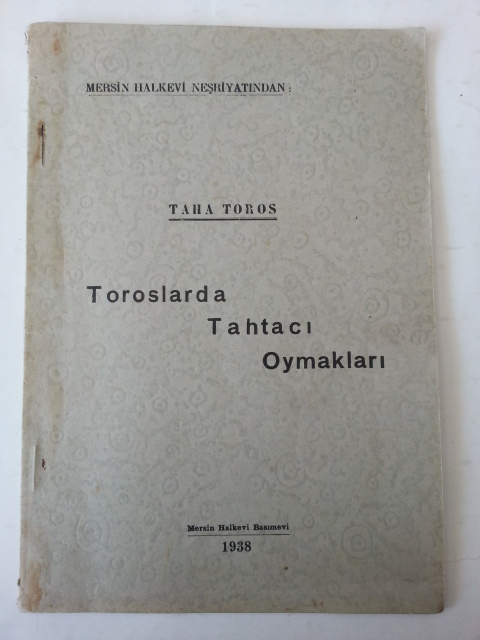 MERSİN HALKEVİ NEŞRİYATINDAN:
TAHA TOROS
Toroslarda
Tahtacı
Oymakları
Mersin Halkevi Basımevi
1938